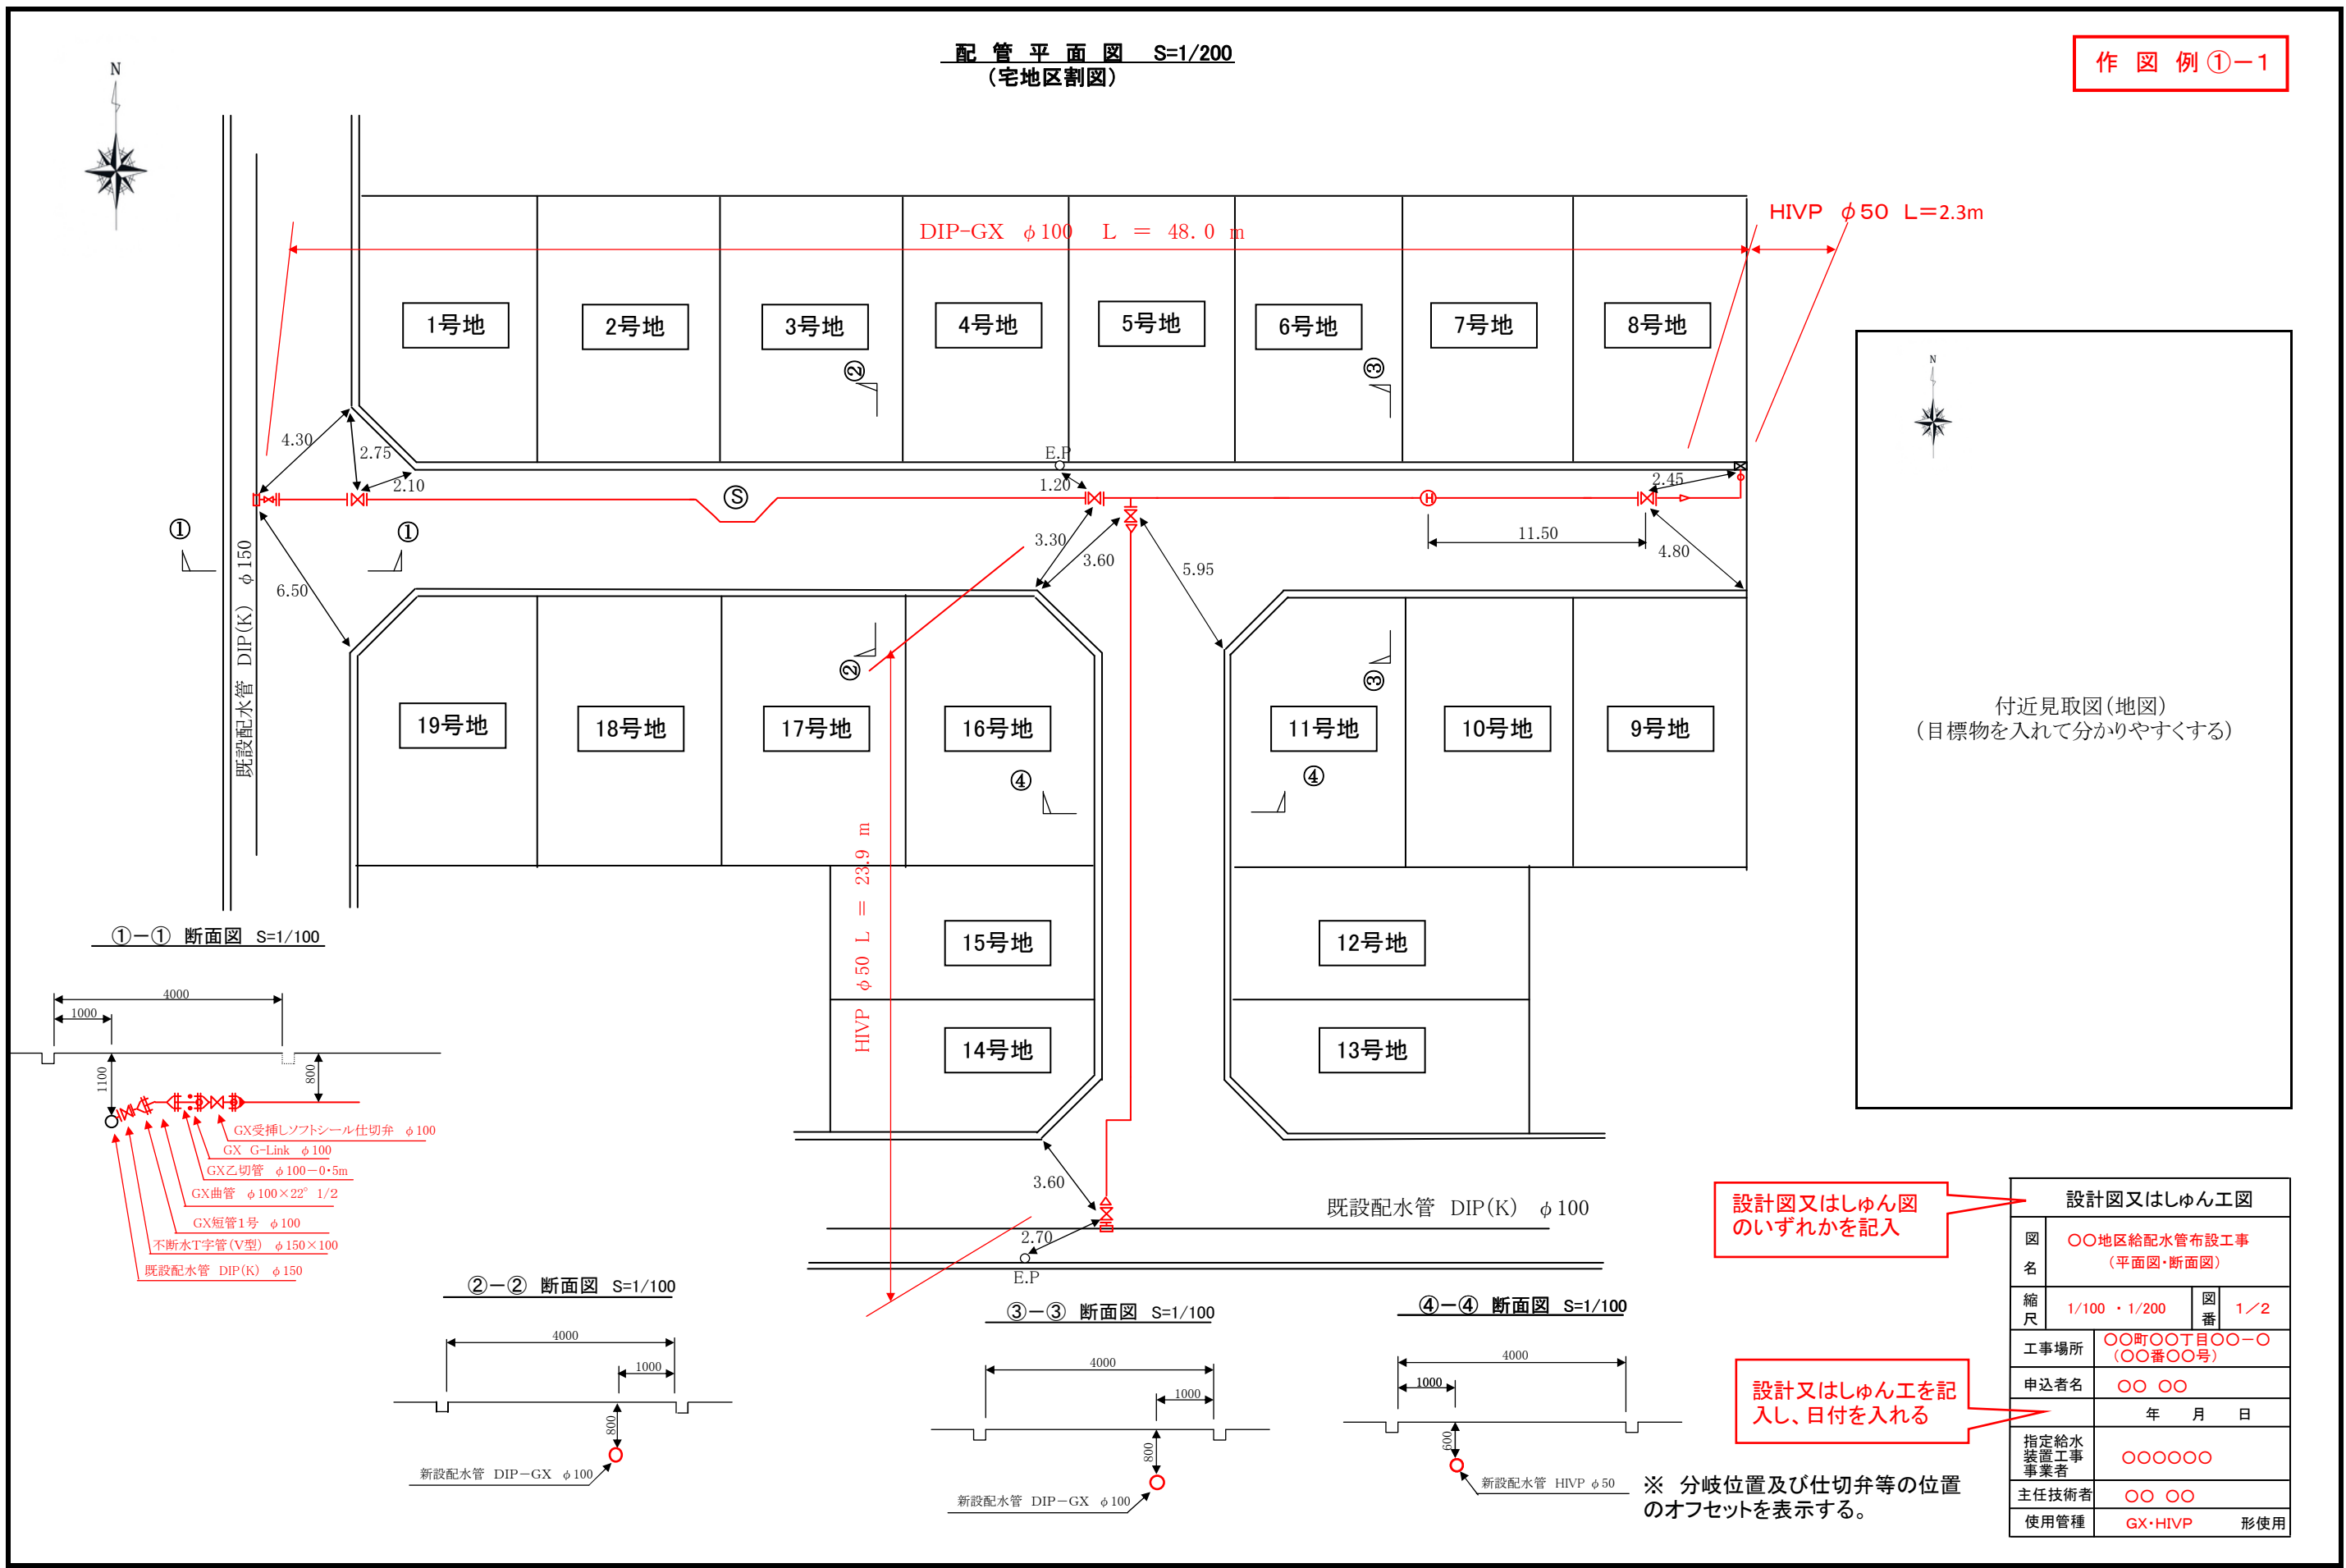 配 管 平 面 図 S=1/200
（宅地区割図）
作 図 例 ①－１
N
HIVP φ50 L＝2.3m
DIP-GX φ100 L ＝ 48.0 m
1号地
2号地
3号地
4号地
5号地
6号地
7号地
8号地
②
③
N
4.30
2.75
2.10
E.P
1.20
2.45
S
H
①
①
11.50
3.30
3.60
5.95
4.80
6.50
既設配水管 DIP(K) φ150
②
③
19号地
18号地
17号地
16号地
11号地
10号地
9号地
付近見取図（地図）
（目標物を入れて分かりやすくする）
④
④
HIVP φ50 L ＝ 23.9 m
15号地
12号地
14号地
13号地
3.60
2.70
E.P
既設配水管 DIP(K) φ100
①－① 断面図 S=1/100
4000
1000
1100
800
GX受挿しソフトシール仕切弁 φ100
GX G-Link φ100
GX乙切管 φ100－0・5m
GX曲管 φ100×22° 1/2
GX短管1号 φ100
不断水T字管(V型) φ150×100
既設配水管 DIP(K) φ150
②－② 断面図 S=1/100
4000
1000
800
新設配水管 DIP－GX φ100
③－③ 断面図 S=1/100
4000
1000
800
新設配水管 DIP－GX φ100
④－④ 断面図 S=1/100
4000
1000
600
新設配水管 HIVP φ50
※ 分岐位置及び仕切弁等の位置
のオフセットを表示する。
設計図又はしゅん図
のいずれかを記入
設計又はしゅん工を記
入し、日付を入れる
設計図又はしゅん工図
図名
〇〇地区給配水管布設工事
（平面図・断面図）
縮尺
1/100 ・ 1/200
図番
1／2
工事場所
〇〇町〇〇丁目〇〇－〇
（〇〇番〇〇号）
申込者名
〇〇 〇〇
年 月 日
指定給水
装置工事
事業者
〇〇〇〇〇〇
主任技術者
〇〇 〇〇
使用管種
GX・HIVP 形使用